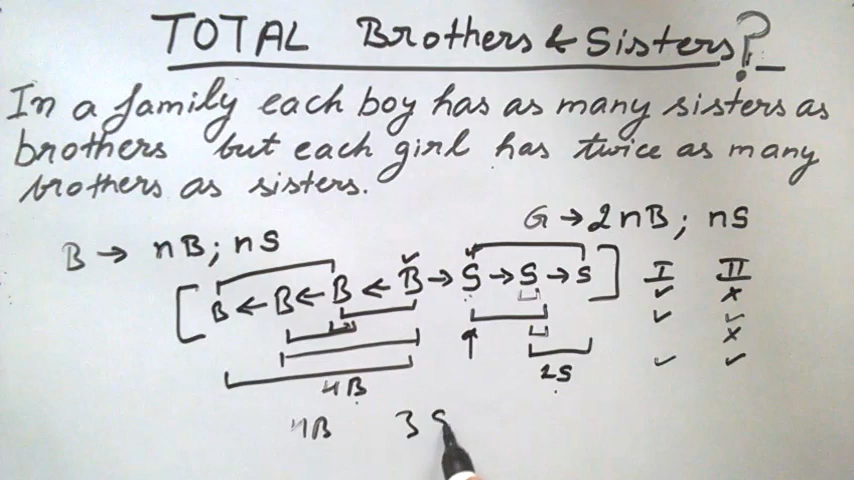 TOTAL Brothers & Sisters?
In a family each boy has as many sisters as
brothers but each girl has twice as many
brothers as sisters.
G → 2nB; nS
B → nB; nS
[B ← B ← B ← B → S → S → S] I II
✓ ×
✓ ✓
×
✓ ✓
4B 2S
4B 3 S